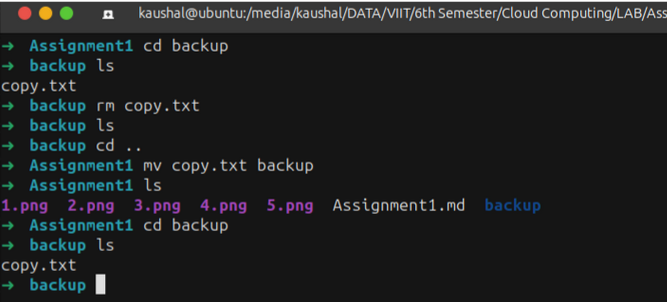 kaushal@ubuntu:/media/kaushal/DATA/VIIT/6th Semester/Cloud Computing/LAB/Ass
➜ Assignment1 cd backup
➜ backup ls
copy.txt
➜ backup rm copy.txt
➜ backup ls
➜ backup cd ..
➜ Assignment1 mv copy.txt backup
➜ Assignment1 ls
1.png 2.png 3.png 4.png 5.png Assignment1.md backup
➜ Assignment1 cd backup
➜ backup ls
copy.txt
➜ backup